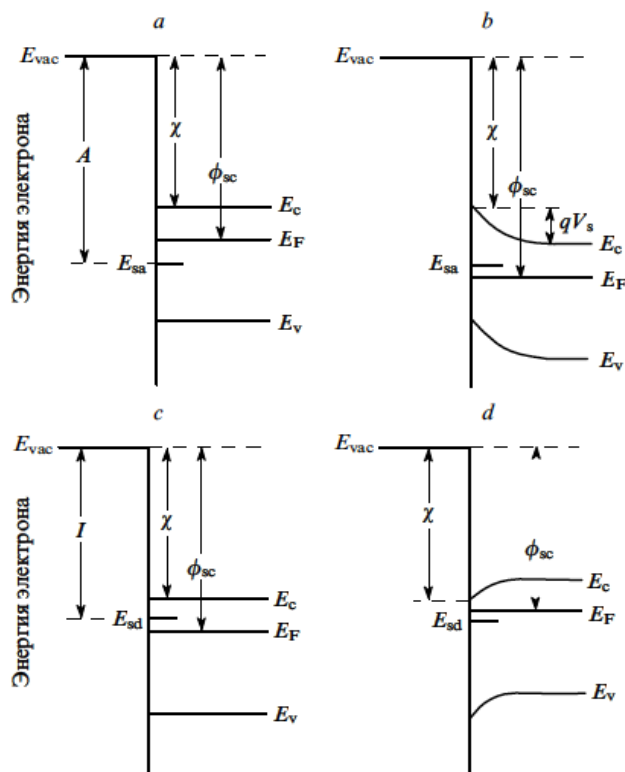 a
E_vac
A
χ
ϕ_sc
E_c
E_F
E_sa
E_v
Энергия электрона
b
E_vac
χ
ϕ_sc
qV_s
E_c
E_sa
E_F
E_v
c
E_vac
I
χ
ϕ_sc
E_c
E_sd
E_F
E_v
Энергия электрона
d
E_vac
χ
ϕ_sc
E_c
E_F
E_sd
E_v